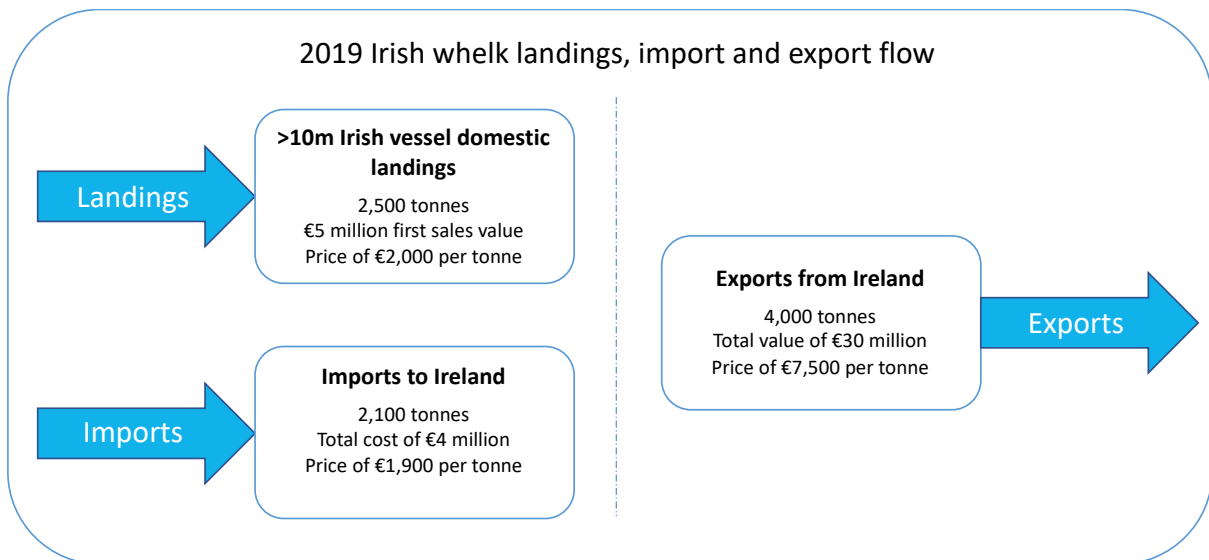 2019 Irish whelk landings, import and export flow
Landings
>10m Irish vessel domestic
landings
2,500 tonnes
€5 million first sales value
Price of €2,000 per tonne
Imports
Imports to Ireland
2,100 tonnes
Total cost of €4 million
Price of €1,900 per tonne
Exports from Ireland
4,000 tonnes
Total value of €30 million
Price of €7,500 per tonne
Exports